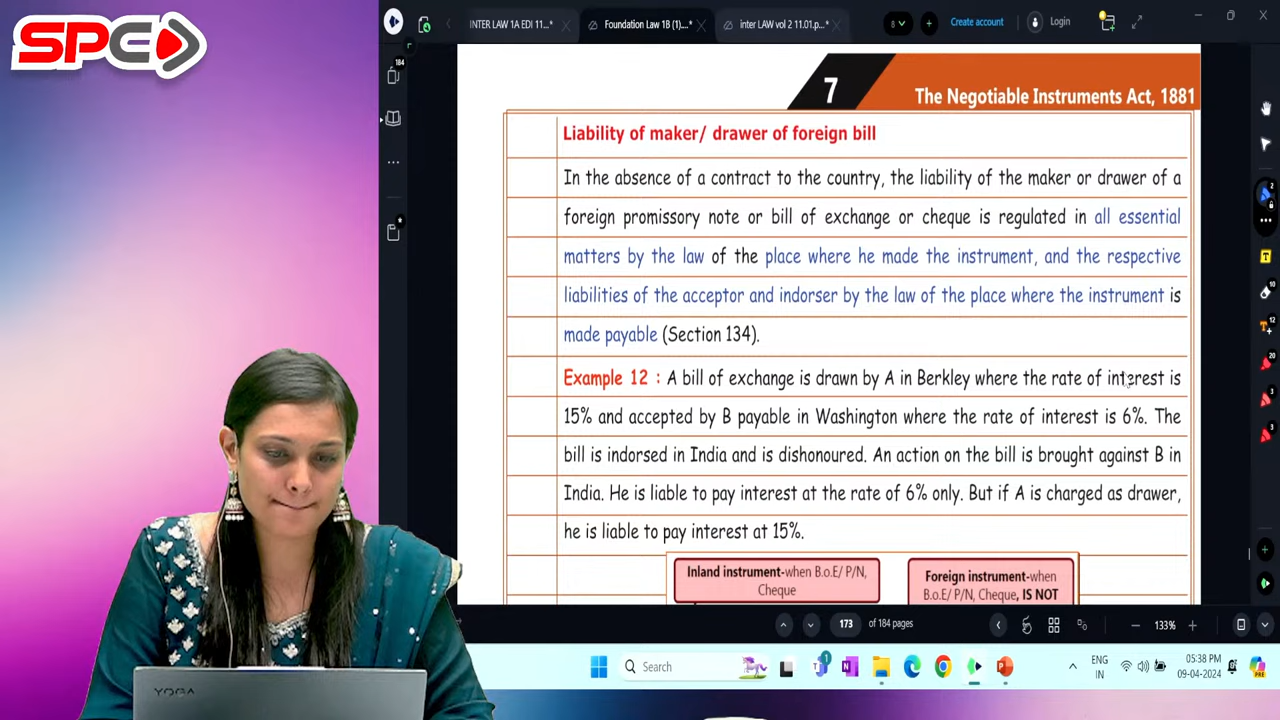 SPC
INTER LAW 1A EDI 11...*
Foundation Law 1B (1)....*
inter LAW vol 2 11.01.p...*
8
Create account
Login
184
7
The Negotiable Instruments Act, 1881
Liability of maker/ drawer of foreign bill
In the absence of a contract to the country, the liability of the maker or drawer of a
foreign promissory note or bill of exchange or cheque is regulated in all essential
matters by the law of the place where he made the instrument, and the respective
liabilities of the acceptor and indorser by the law of the place where the instrument is
made payable (Section 134).
Example 12 : A bill of exchange is drawn by A in Berkley where the rate of interest is
15% and accepted by B payable in Washington where the rate of interest is 6%. The
bill is indorsed in India and is dishonoured. An action on the bill is brought against B in
India. He is liable to pay interest at the rate of 6% only. But if A is charged as drawer,
he is liable to pay interest at 15%.
Inland instrument-when B.o.E/ P/N,
Cheque
Foreign instrument-when
B.o.E/ P/N, Cheque, IS NOT
173 of 184 pages
133%
Search
ENG
IN
05:38 PM
09-04-2024
YOGA